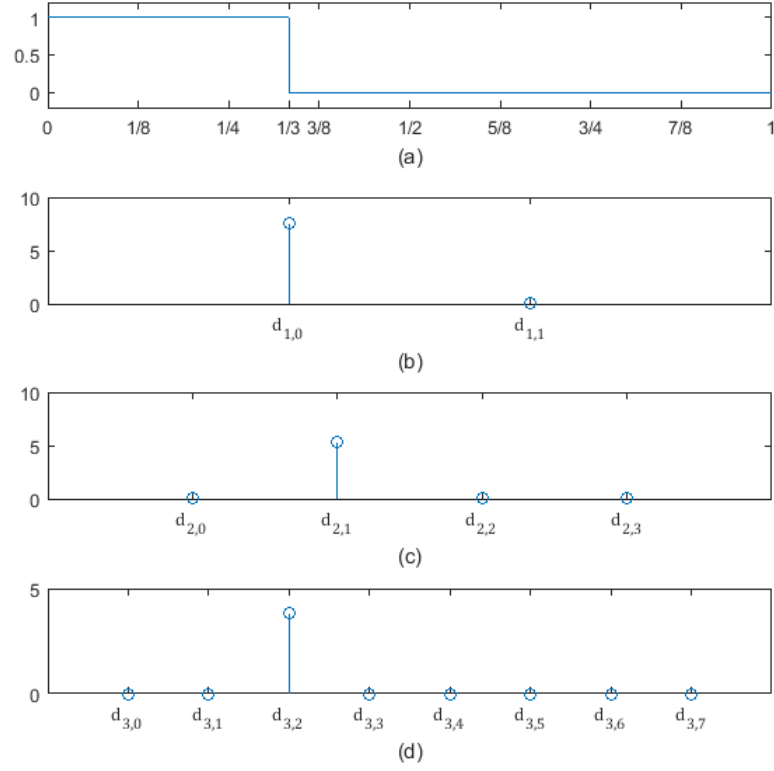 1
0.5
0
0 1/8 1/4 1/3 3/8 1/2 5/8 3/4 7/8 1
(a)
10
5
0
d1,0 d1,1
(b)
10
5
0
d2,0 d2,1 d2,2 d2,3
(c)
5
0
d3,0 d3,1 d3,2 d3,3 d3,4 d3,5 d3,6 d3,7
(d)